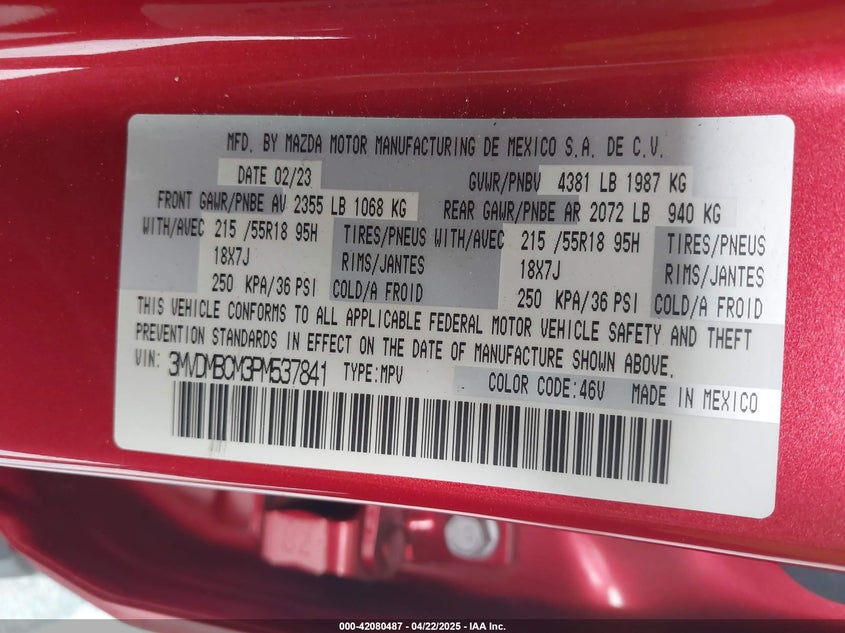 MFD. BY MAZDA MOTOR MANUFACTURING DE MEXICO S.A. DE C.V.
DATE 02/23 GVWR/PNBV 4381 LB 1987 KG
FRONT GAWR/PNBE AV 2355 LB 1068 KG REAR GAWR/PNBE AR 2072 LB 940 KG
WITH/AVEC 215 /55R18 95H TIRES/PNEUS WITH/AVEC 215 /55R18 95H TIRES/PNEUS
18X7J RIMS/JANTES 18X7J RIMS/JANTES
250 KPA/36 PSI COLD/A FROID 250 KPA/36 PSI COLD/A FROID
THIS VEHICLE CONFORMS TO ALL APPLICABLE FEDERAL MOTOR VEHICLE SAFETY AND THEFT
PREVENTION STANDARDS IN EFFECT ON THE DATE OF MANUFACTURE SHOWN ABOVE.
VIN: 3MVDMBCM3PM537841 TYPE:MPV COLOR CODE:46V MADE IN MEXICO
000-42080487 - 04/22/2025 - IAA Inc.